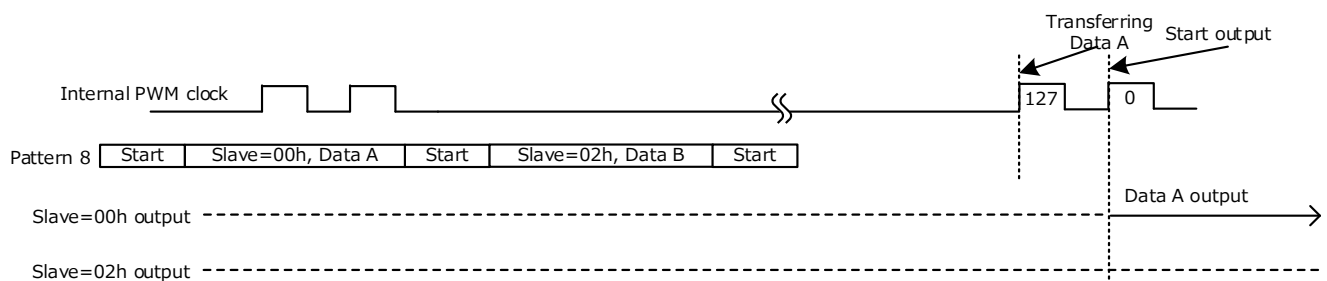 Transferring
Data A
Start output
Internal PWM clock
127
0
Pattern 8
Start
Slave=00h, Data A
Start
Slave=02h, Data B
Start
Data A output
Slave=00h output
Slave=02h output